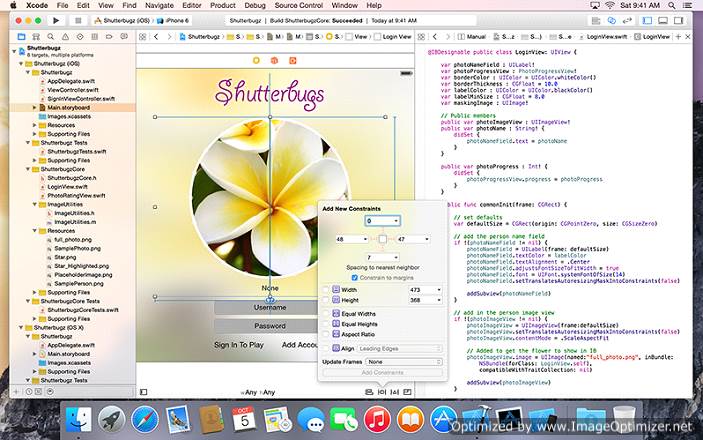 Xcode File Edit View Find Navigate Editor Product Debug Source Control Window Help
Sat 9:41 AM
Shutterbugz (iOS) iPhone 6
Shutterbugz | Build ShutterbugzCore: Succeeded | Today at 9:41 AM
Shutterbugz
8 targets, multiple platforms
Shutterbugz (iOS)
Shutterbugz
AppDelegate.swift
ViewController.swift
SignInViewController.swift
Main.storyboard
Images.xcassets
Resources
Supporting Files
Shutterbugz Tests
ShutterbugzTests.swift
Supporting Files
ShutterbugzCore
ShutterbugzCore.h
LoginView.swift
PhotoRatingView.swift
ImageUtilities
ImageUtilities.h
ImageUtilities.m
Resources
full_photo.png
SamplePhoto.png
Star.png
Star_Highlighted.png
PlaceholderImage.png
SamplePerson.png
Supporting Files
ShutterbugzCore Tests
ShutterbugzCoreTests.swift
Supporting Files
Shutterbugz (OS X)
Shutterbugz
AppDelegate.swift
Main.storyboard
Images.xcassets
Supporting Files
Shutterbugz Tests
View Login View
Shutterbugs
None
Username
Password
Sign In To Play Add Accou
wAny hAny
Add New Constraints
0
48 47
7
Spacing to nearest neighbor
Constrain to margins
Width 473
Height 368
Equal Widths
Equal Heights
Aspect Ratio
Align Leading Edges
Update Frames None
Add Constraints
LoginView.swift
@IBDesignable public class LoginView: UIView {
var photoNameField : UILabel!
var photoProgressView : PhotoProgressView!
var borderColor : UIColor = UIColor.whiteColor()
var borderThickness : CGFloat = 10.0
var labelColor : UIColor = UIColor.blackColor()
var labelMinSize : CGFloat = 8.0
var maskingImage : UIImage!
// Public members
public var photoImageView : UIImageView!
public var photoName : String! {
didSet {
photoNameField.text = photoName
}
}
public var photoProgress : Int! {
didSet {
photoProgressView.progress = photoProgress
}
}
public func commonInit(frame: CGRect) {
// set defaults
var defaultSize = CGRect(origin: CGPointZero, size: CGSizeZero)
// add the person name field
if !(photoNameField != nil) {
photoNameField = UILabel(frame: defaultSize)
photoNameField.textColor = labelColor
photoNameField.textAlignment = .Center
photoNameField.adjustsFontSizeToFitWidth = true
photoNameField.font = UIFont.systemFontOfSize(14)
photoNameField.setTranslatesAutoresizingMaskIntoConstraints(false)
addSubview(photoNameField)
}
// add in the person image view
if !(photoImageView != nil) {
photoImageView = UIImageView(frame:defaultSize)
photoImageView.setTranslatesAutoresizingMaskIntoConstraints(false)
photoImageView.contentMode = .ScaleAspectFit
// Added to get the flower to show in IB
photoImageView.image = UIImage(named:"full_photo.png", inBundle:
NSBundle(forClass: LoginView.self),
compatibleWithTraitCollection: nil)
addSubview(photoImageView)
}
OCT
5
Optimized by www.ImageOptimizer.net